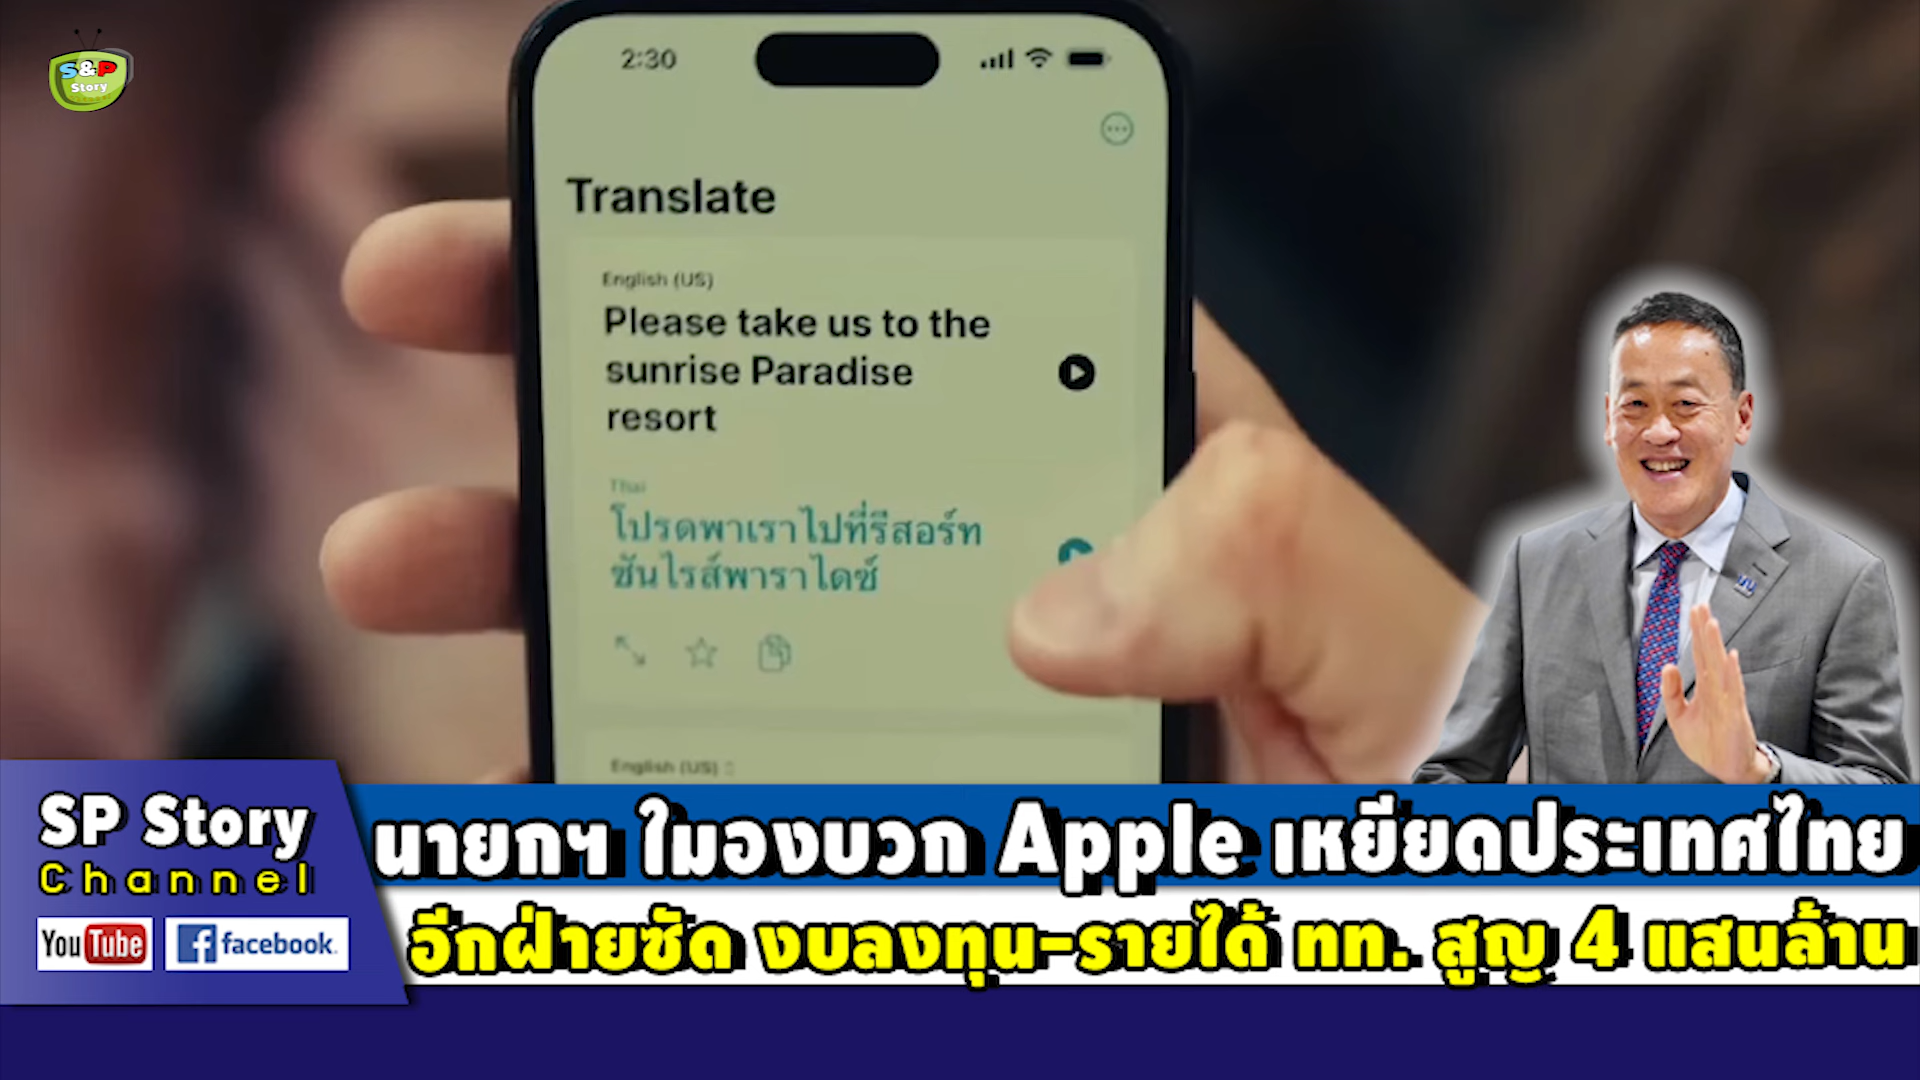 S&P
Story
2:30
Translate
English (US)
Please take us to the
sunrise Paradise
resort
Thai
โปรดพาเราไปที่รีสอร์ท
ซันไรส์พาราไดซ์
English (US)
SP Story
Channel
YouTube
facebook.
นายกฯ ใมองบวก Apple เหยียดประเทศไทย
อีกฝ่ายซัด งบลงทุน-รายได้ ทท. สูญ 4 แสนล้าน